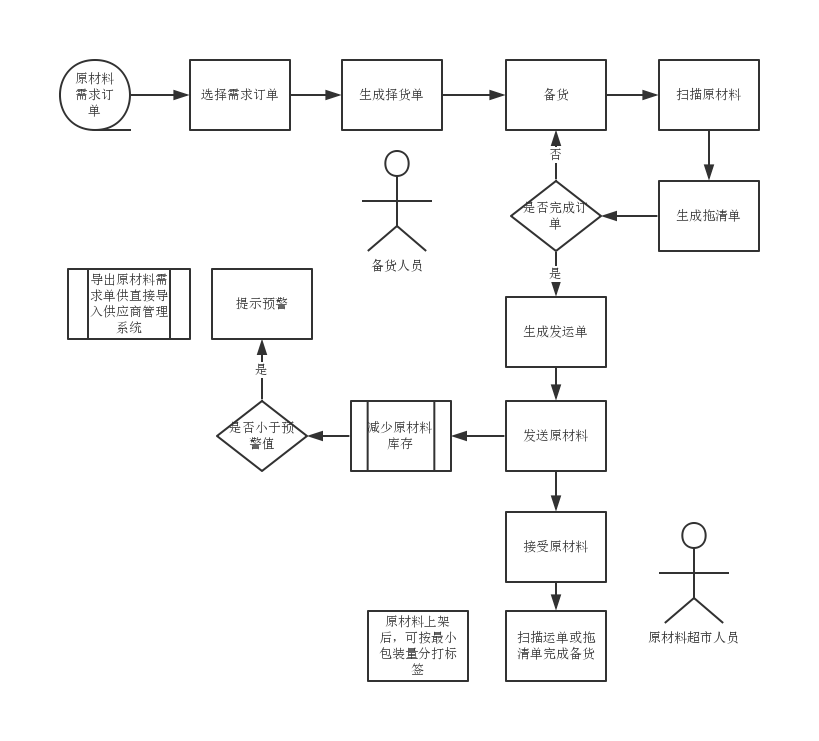 原材料
需求订
单
选择需求订单
生成择货单
备货
扫描原材料
否
是否完成订
单
生成拖清单
备货人员
是
导出原材料需
求单供直接导
入供应商管理
系统
提示预警
生成发运单
是
是否小于预
警值
减少原材料
库存
发送原材料
接受原材料
原材料上架
后，可按最小
包装量分打标
签
扫描运单或拖
清单完成备货
原材料超市人员